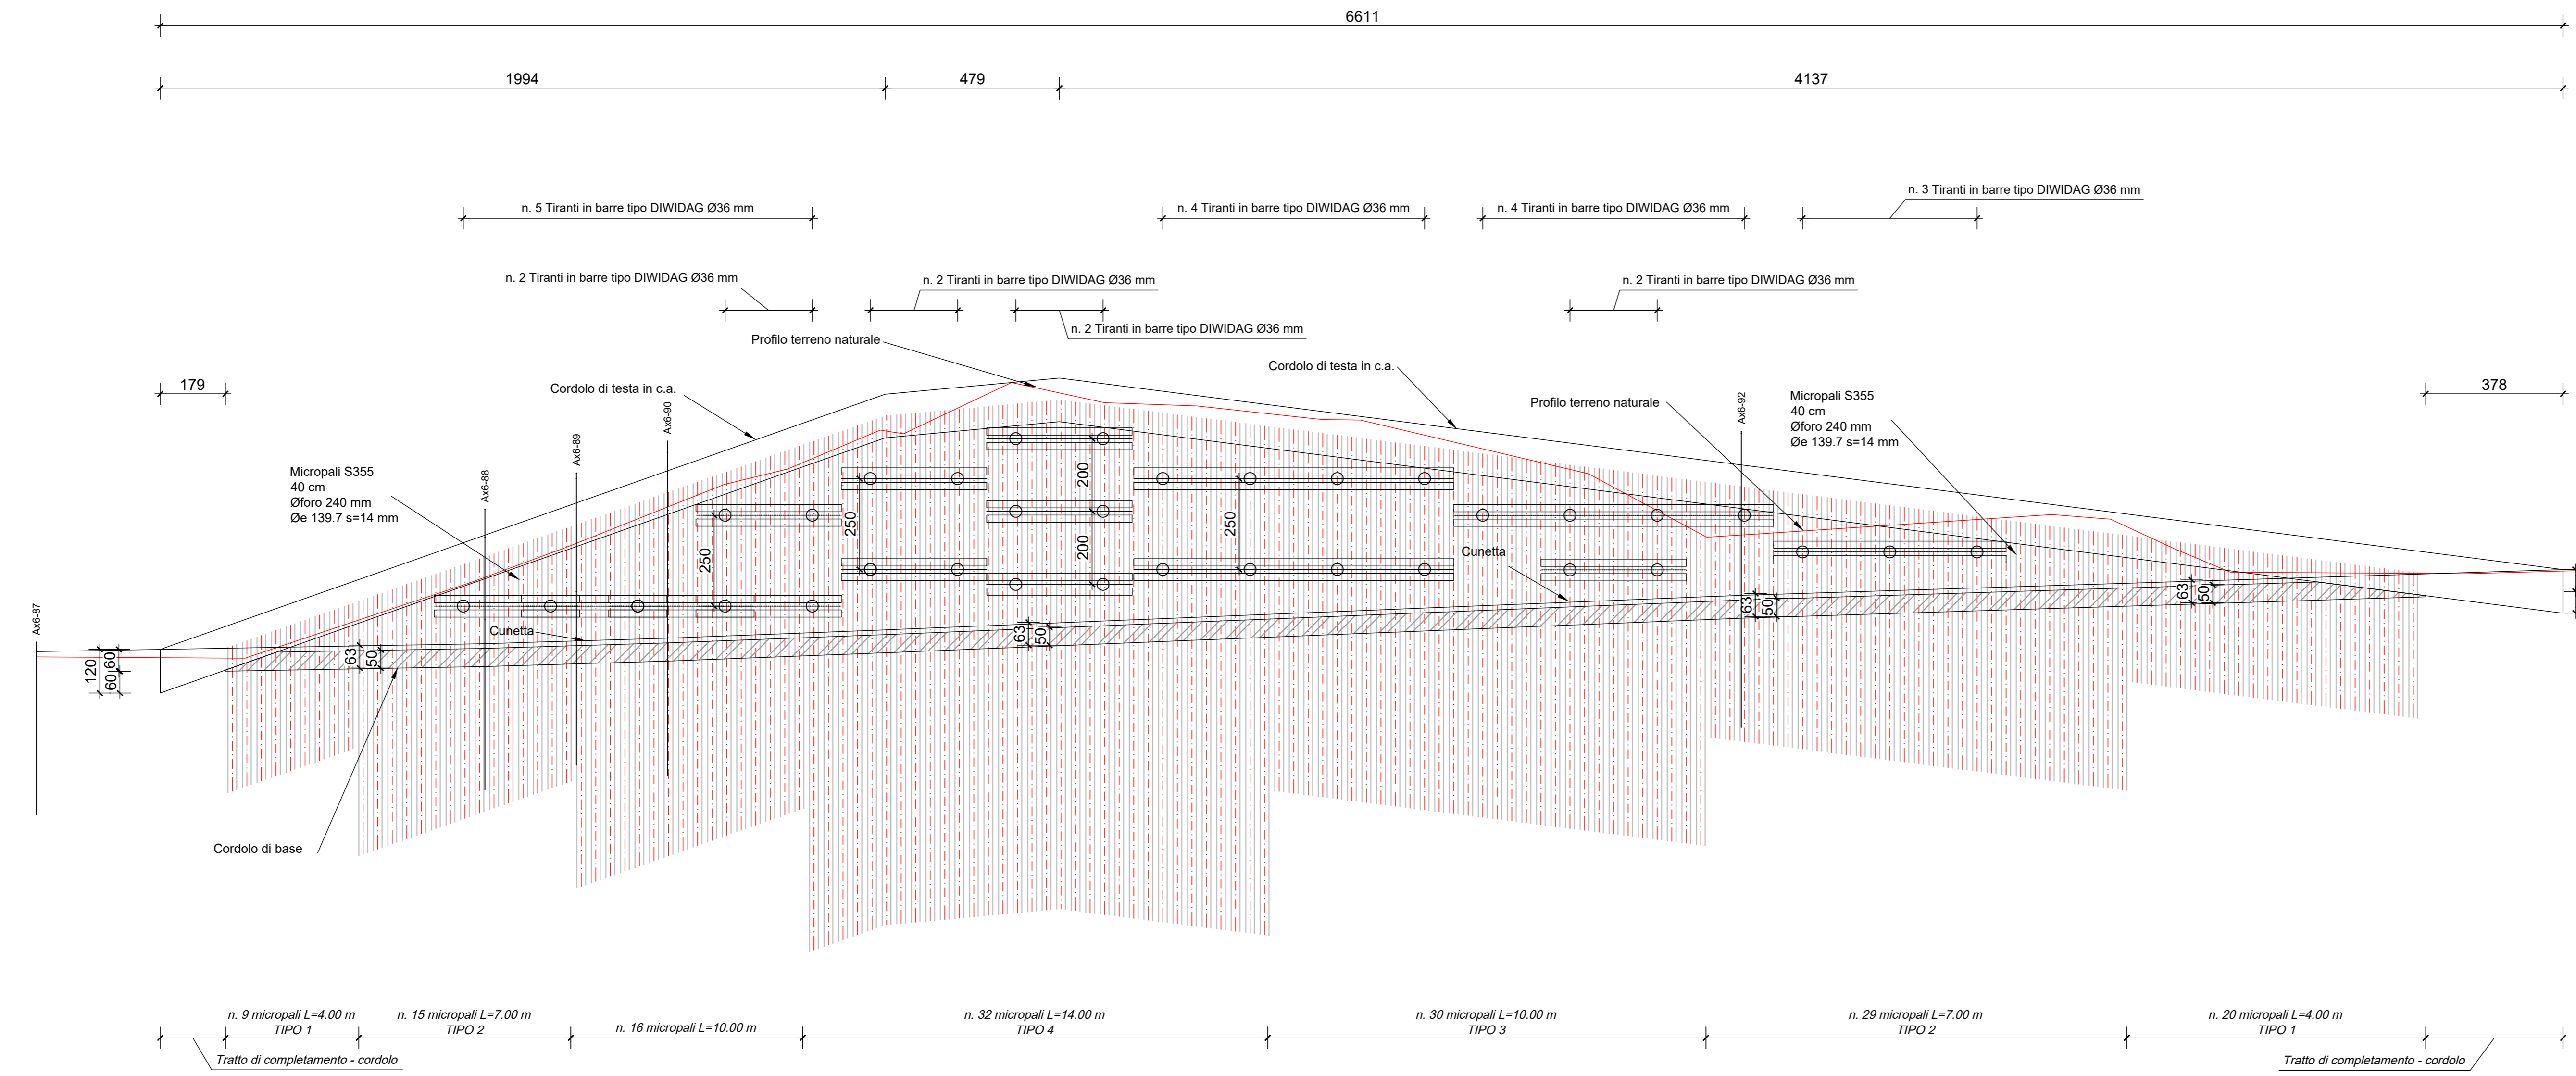 6611
1994
479
4137
n. 3 Tiranti in barre tipo DIWIDAG Ø36 mm
n. 5 Tiranti in barre tipo DIWIDAG Ø36 mm
n. 4 Tiranti in barre tipo DIWIDAG Ø36 mm
n. 4 Tiranti in barre tipo DIWIDAG Ø36 mm
n. 2 Tiranti in barre tipo DIWIDAG Ø36 mm
n. 2 Tiranti in barre tipo DIWIDAG Ø36 mm
n. 2 Tiranti in barre tipo DIWIDAG Ø36 mm
n. 2 Tiranti in barre tipo DIWIDAG Ø36 mm
Profilo terreno naturale
Cordolo di testa in c.a.
179
Cordolo di testa in c.a.
378
Profilo terreno naturale
Micropali S355
40 cm
Øforo 240 mm
Øe 139.7 s=14 mm
Ax6-92
Ax6-90
Ax6-89
Ax6-88
Ax6-87
Micropali S355
40 cm
Øforo 240 mm
Øe 139.7 s=14 mm
200
200
250
250
250
Cunetta
Cunetta
63
50
63
50
63
50
63
50
120
60
60
Cordolo di base
n. 9 micropali L=4.00 m
TIPO 1
n. 15 micropali L=7.00 m
TIPO 2
n. 16 micropali L=10.00 m
n. 32 micropali L=14.00 m
TIPO 4
n. 30 micropali L=10.00 m
TIPO 3
n. 29 micropali L=7.00 m
TIPO 2
n. 20 micropali L=4.00 m
TIPO 1
Tratto di completamento - cordolo
Tratto di completamento - cordolo